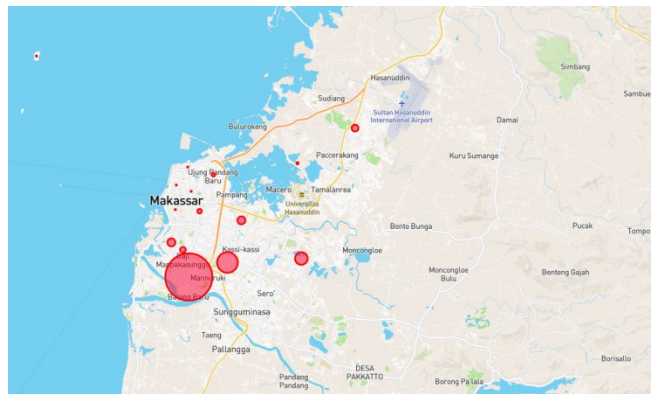 Simbang
Hasanuddin
Sambue
Sudiang
Sultan Hasanuddin
International Airport
Damai
Bulurokeng
Paccerakang
Kuru Sumange
Ujung Pandang
Baru
Pampang
Macero
Tamalanrea
Makassar
Universitas
Hasanuddin
Bonto Bunga
Pucak
Tompo
Kassi-kassi
Moncongloe
Mannuruki
Moncongloe
Bulu
Benteng Gajah
Sero'
Balang Baru
Sungguminasa
Taeng
Pallangga
Borisallo
DESA
PAKKATTO
Pandang
Pandang
Borong Pa'lala